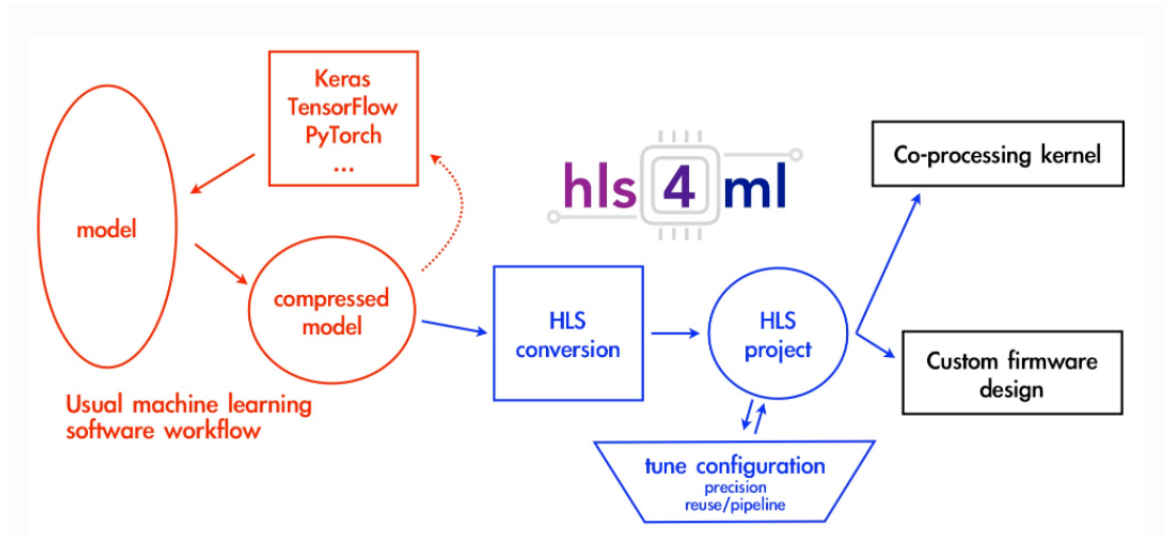 Keras
TensorFlow
PyTorch
...
model
compressed
model
Usual machine learning
software workflow
hls 4 ml
HLS
conversion
HLS
project
tune configuration
precision
reuse/pipeline
Co-processing kernel
Custom firmware
design